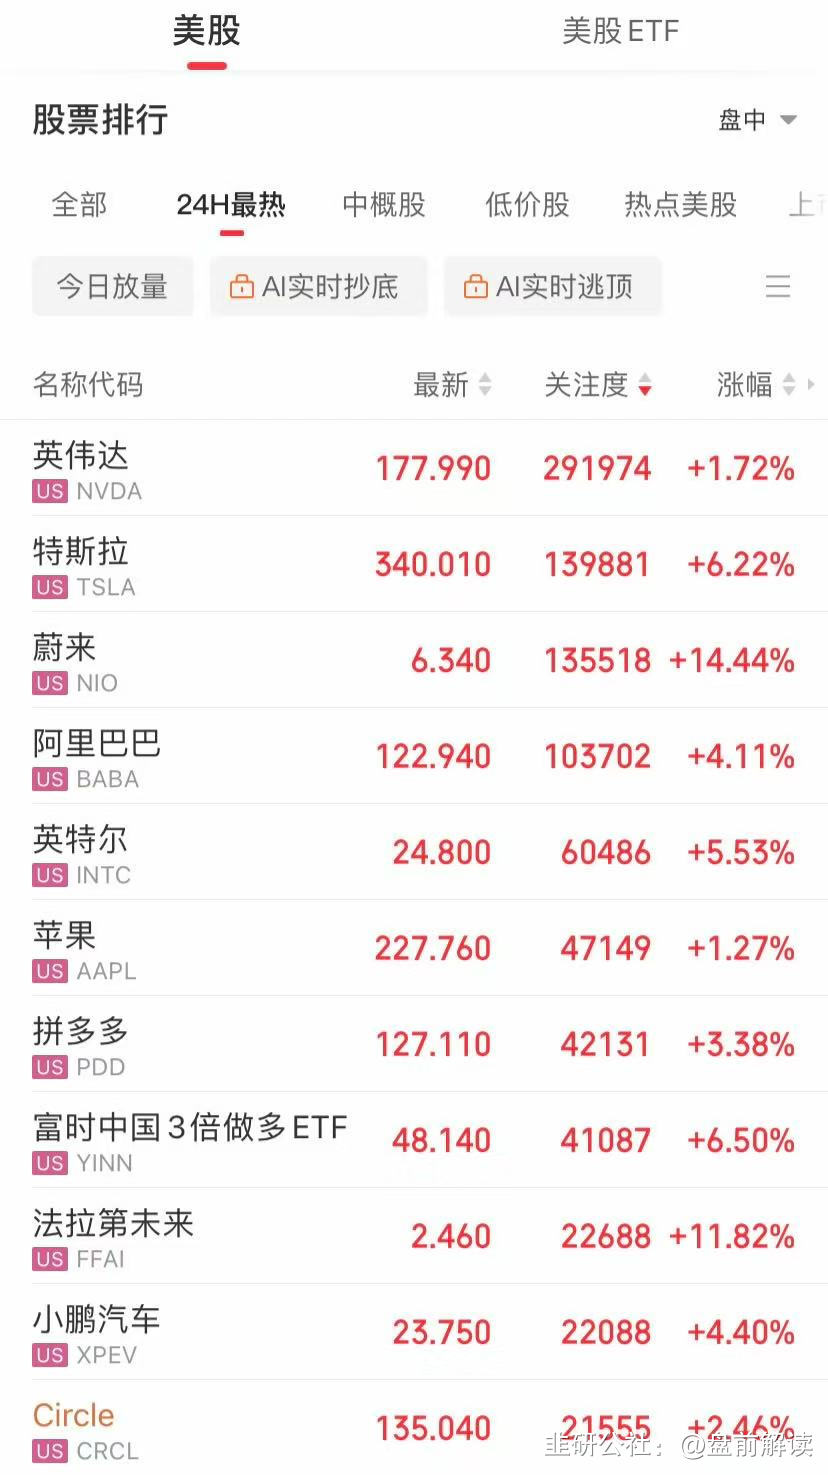 美股 美股ETF
股票排行 盘中
全部 24H最热 中概股 低价股 热点美股 上
今日放量 AI实时抄底 AI实时逃顶
名称代码 最新 关注度 涨幅
英伟达 177.990 291974 +1.72%
US NVDA
特斯拉 340.010 139881 +6.22%
US TSLA
蔚来 6.340 135518 +14.44%
US NIO
阿里巴巴 122.940 103702 +4.11%
US BABA
英特尔 24.800 60486 +5.53%
US INTC
苹果 227.760 47149 +1.27%
US AAPL
拼多多 127.110 42131 +3.38%
US PDD
富时中国3倍做多ETF 48.140 41087 +6.50%
US YINN
法拉第未来 2.460 22688 +11.82%
US FFAI
小鹏汽车 23.750 22088 +4.40%
US XPEV
Circle 135.040 21555 +2.46%
US CRCL
韭研公社：@盘前解读